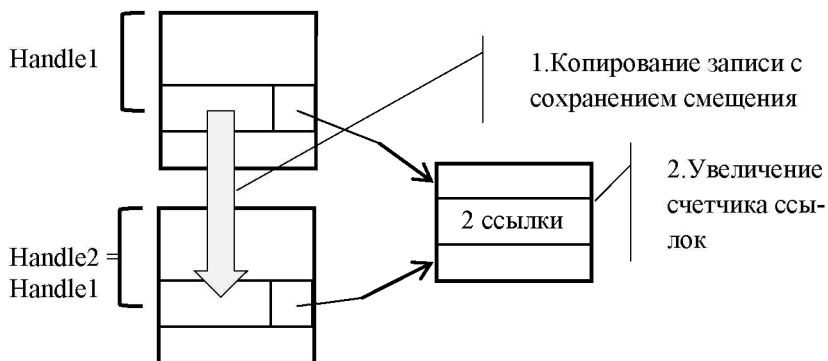 Handle1
1.Копирование записи с
сохранением смещения
2 ссылки
2.Увеличение
счетчика ссы-
лок
Handle2 =
Handle1